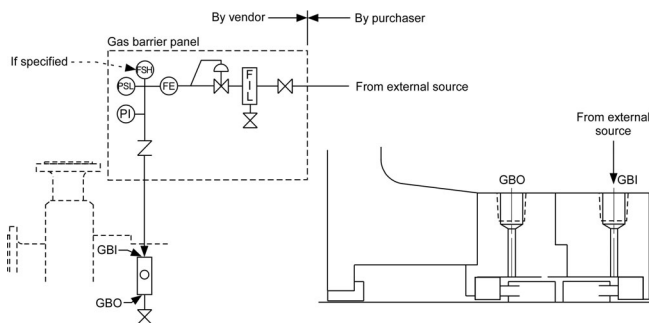 By vendor
By purchaser
Gas barrier panel
If specified
FSH
PSL
FE
FIL
PI
From external source
GBI
GBO
From external
source
GBO
GBI